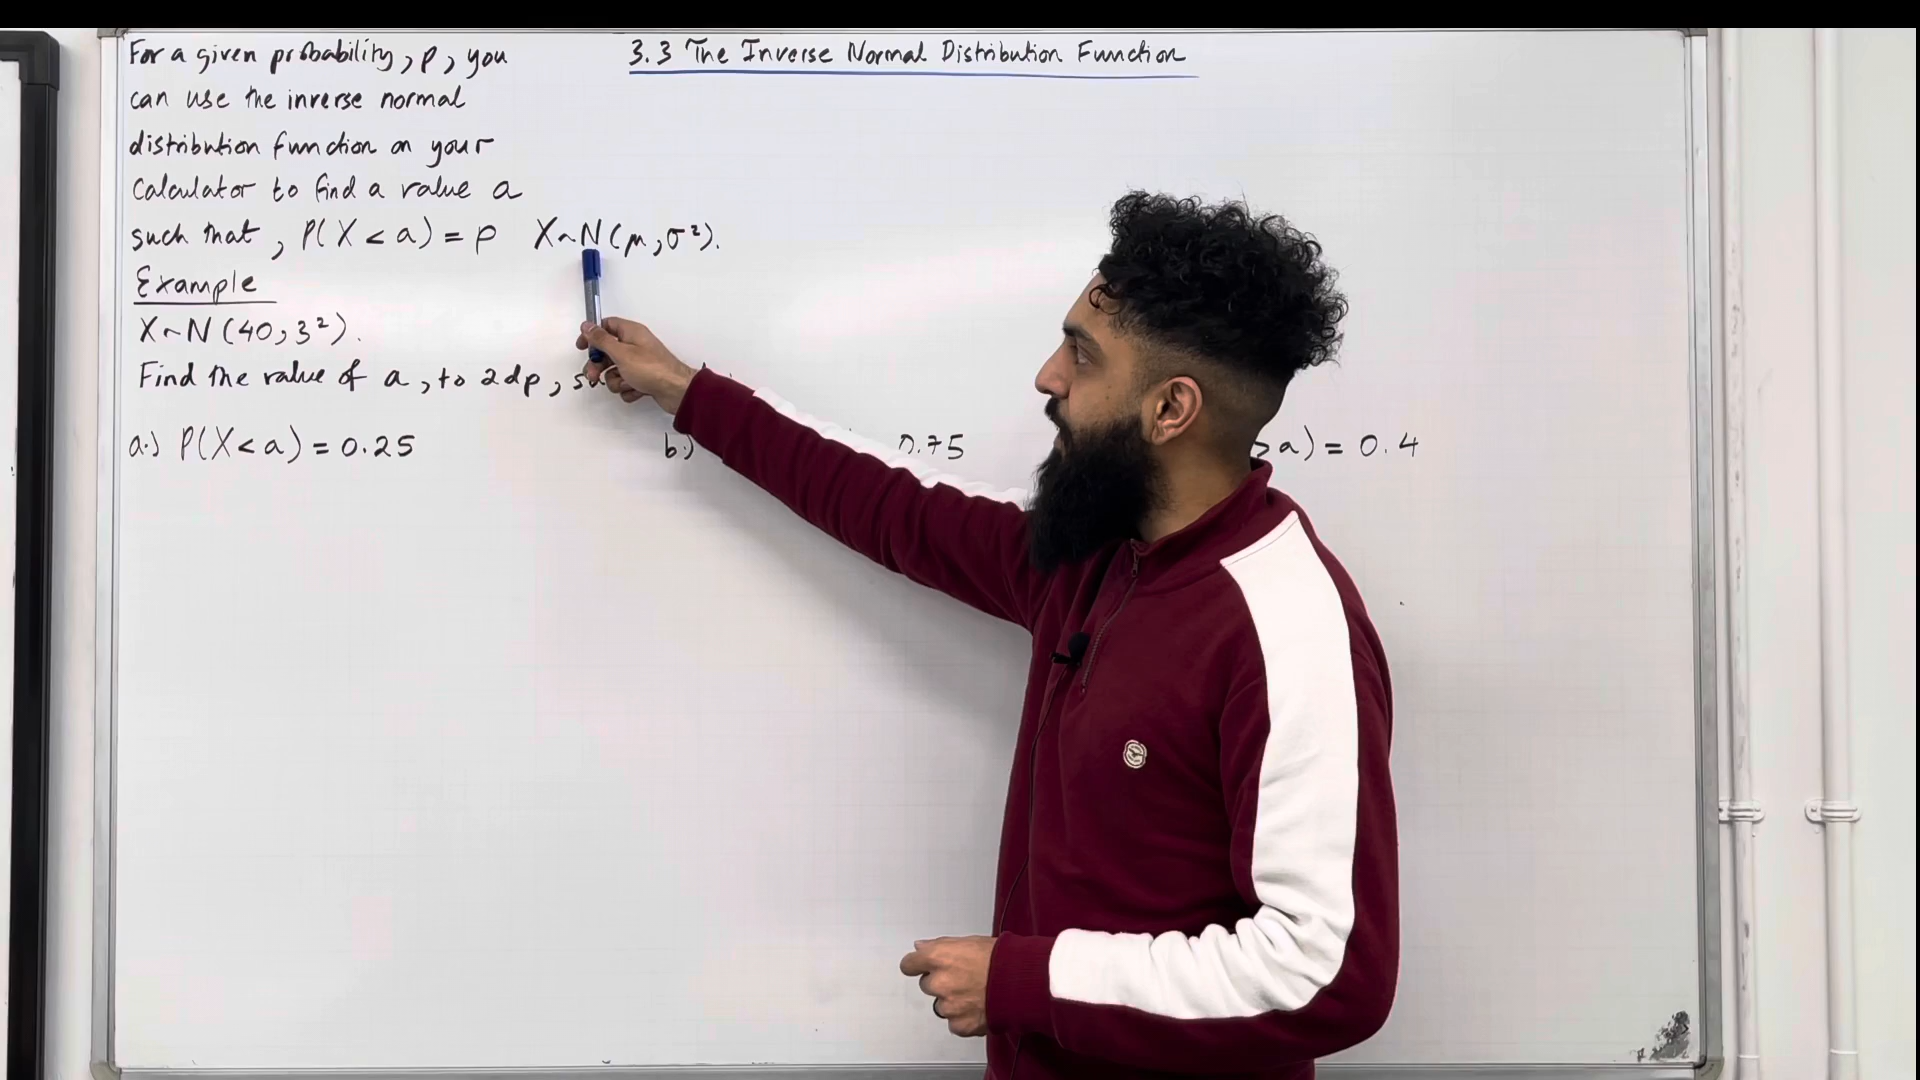 3.3 The Inverse Normal Distribution Function
For a given probability, p, you
can use the inverse normal
distribution function on your
calculator to find a value a
such that, P(X < a) = p X~N(μ, σ²).
Example
X~N(40, 3²).
Find the value of a, to 2dp,
a.) P(X < a) = 0.25
b.) 0.75
> a) = 0.4